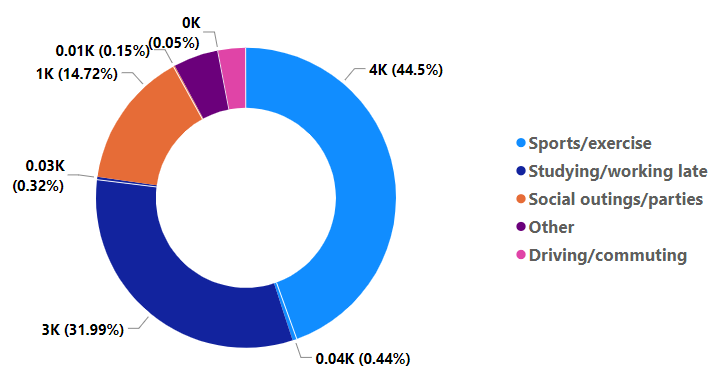 0K
(0.05%)
0.01K (0.15%)
1K (14.72%)
4K (44.5%)
0.03K
(0.32%)
3K (31.99%)
0.04K (0.44%)
Sports/exercise
Studying/working late
Social outings/parties
Other
Driving/commuting